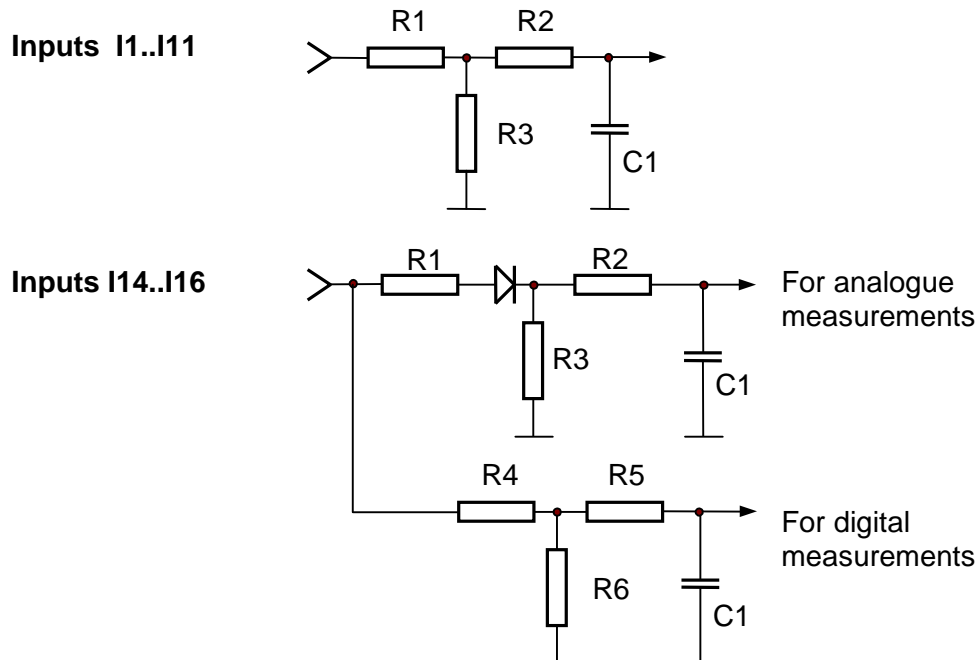 R1
R2
Inputs I1..I11
R3
C1
R1
R2
Inputs I14..I16
For analogue
measurements
R3
C1
R4
R5
For digital
measurements
R6
C1